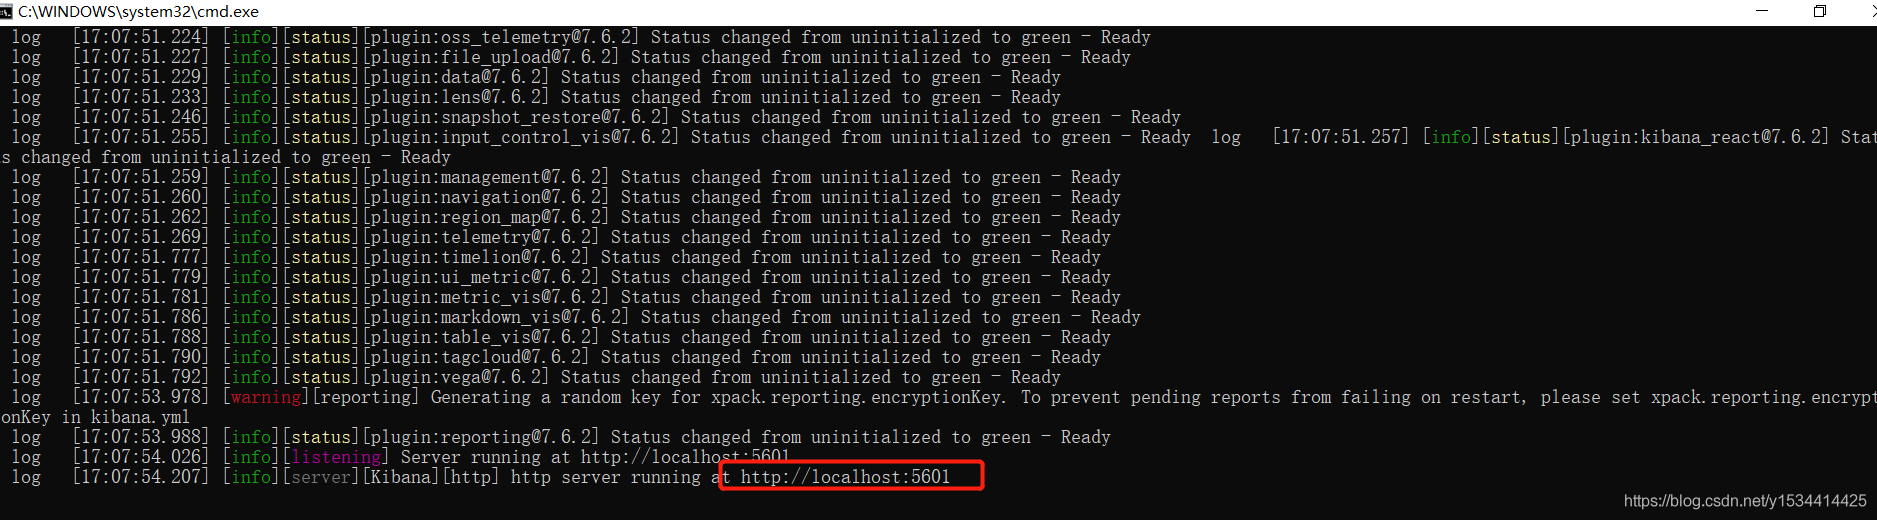 C:\WINDOWS\system32\cmd.exe
log [17:07:51.224] [info][status][plugin:oss_telemetry@7.6.2] Status changed from uninitialized to green - Ready
log [17:07:51.227] [info][status][plugin:file_upload@7.6.2] Status changed from uninitialized to green - Ready
log [17:07:51.229] [info][status][plugin:data@7.6.2] Status changed from uninitialized to green - Ready
log [17:07:51.233] [info][status][plugin:lens@7.6.2] Status changed from uninitialized to green - Ready
log [17:07:51.246] [info][status][plugin:snapshot_restore@7.6.2] Status changed from uninitialized to green - Ready
log [17:07:51.255] [info][status][plugin:input_control_vis@7.6.2] Status changed from uninitialized to green - Ready log [17:07:51.257] [info][status][plugin:kibana_react@7.6.2] Stat
s changed from uninitialized to green - Ready
log [17:07:51.259] [info][status][plugin:management@7.6.2] Status changed from uninitialized to green - Ready
log [17:07:51.260] [info][status][plugin:navigation@7.6.2] Status changed from uninitialized to green - Ready
log [17:07:51.262] [info][status][plugin:region_map@7.6.2] Status changed from uninitialized to green - Ready
log [17:07:51.269] [info][status][plugin:telemetry@7.6.2] Status changed from uninitialized to green - Ready
log [17:07:51.777] [info][status][plugin:timelion@7.6.2] Status changed from uninitialized to green - Ready
log [17:07:51.779] [info][status][plugin:ui_metric@7.6.2] Status changed from uninitialized to green - Ready
log [17:07:51.781] [info][status][plugin:metric_vis@7.6.2] Status changed from uninitialized to green - Ready
log [17:07:51.786] [info][status][plugin:markdown_vis@7.6.2] Status changed from uninitialized to green - Ready
log [17:07:51.788] [info][status][plugin:table_vis@7.6.2] Status changed from uninitialized to green - Ready
log [17:07:51.790] [info][status][plugin:tagcloud@7.6.2] Status changed from uninitialized to green - Ready
log [17:07:51.792] [info][status][plugin:vega@7.6.2] Status changed from uninitialized to green - Ready
log [17:07:53.978] [warning][reporting] Generating a random key for xpack.reporting.encryptionKey. To prevent pending reports from failing on restart, please set xpack.reporting.encrypt
onKey in kibana.yml
log [17:07:53.988] [info][status][plugin:reporting@7.6.2] Status changed from uninitialized to green - Ready
log [17:07:54.026] [info][listening] Server running at http://localhost:5601
log [17:07:54.207] [info][server][Kibana][http] http server running at http://localhost:5601
https://blog.csdn.net/y1534414425